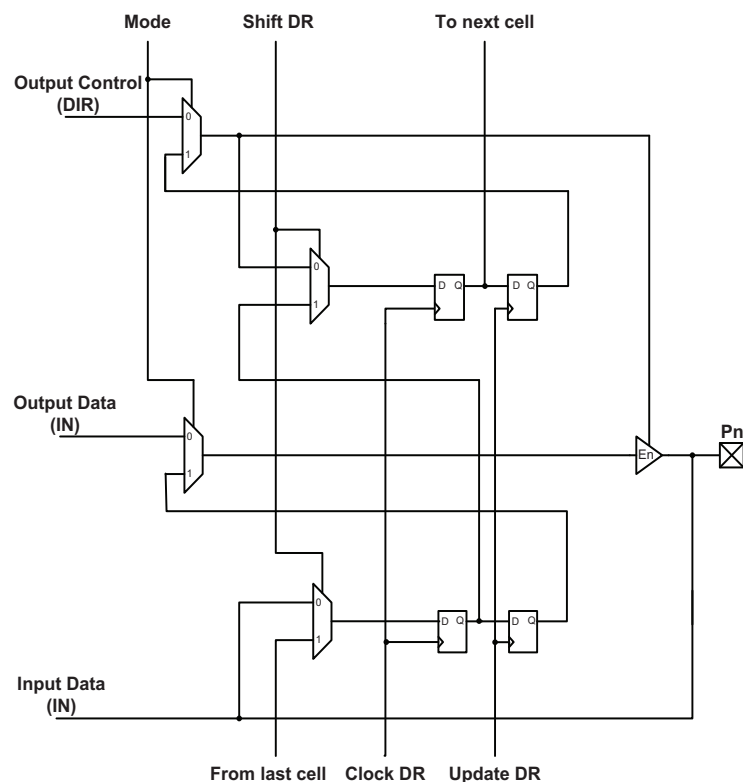 Mode Shift DR To next cell
Output Control
(DIR)
0
1
0
1
D Q D Q
Output Data
(IN)
0
1
En
Pn
0
1
D Q D Q
Input Data
(IN)
From last cell Clock DR Update DR